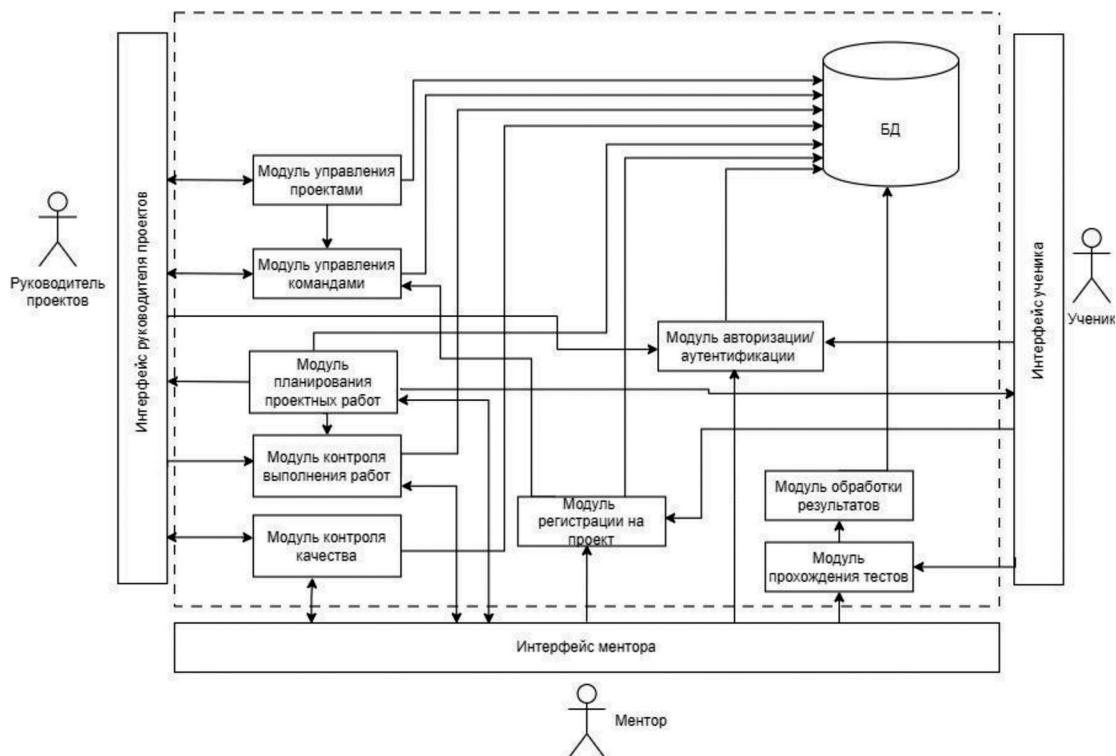 БД
Модуль управления
проектами
Руководитель
проектов
Интерфейс руководителя проектов
Модуль управления
командами
Интерфейс ученика
Ученик
Модуль авторизации/
аутентификации
Модуль
планирования
проектных работ
Модуль контроля
выполнения работ
Модуль обработки
результатов
Модуль
регистрации на
проект
Модуль контроля
качества
Модуль
прохождения тестов
Интерфейс ментора
Ментор